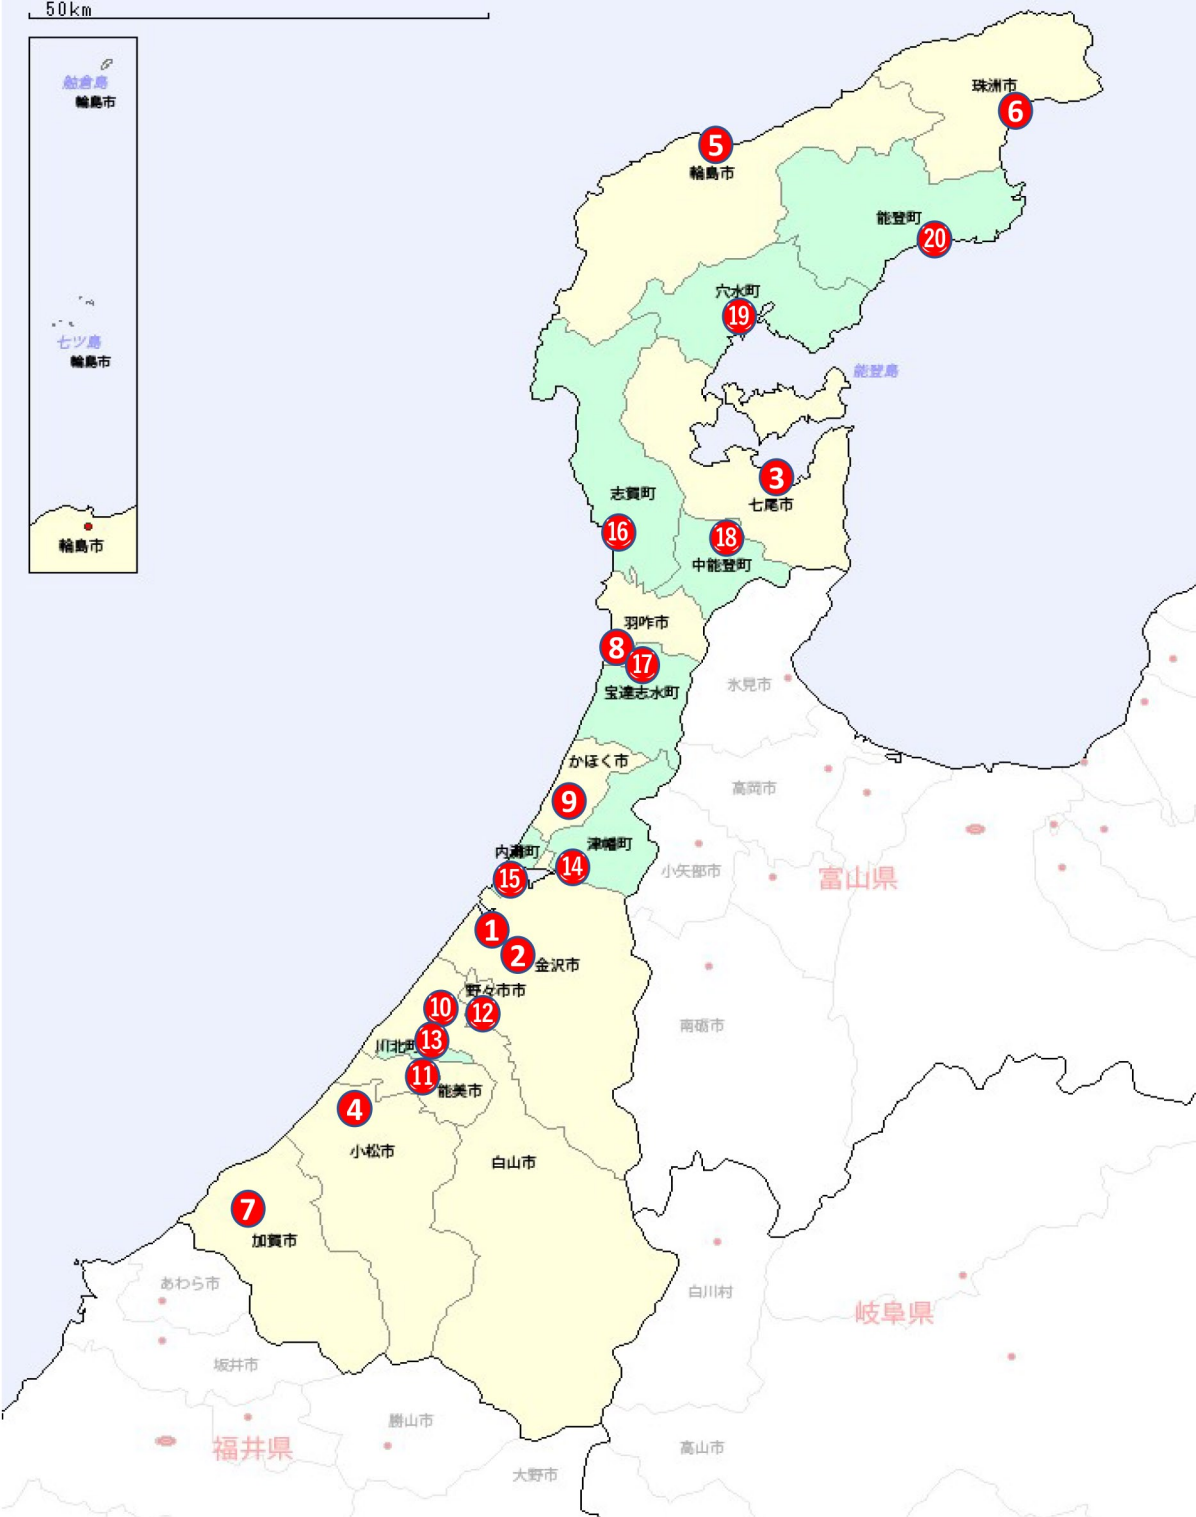 50km
舳倉島
輪島市
七ツ島
輪島市
輪島市
珠洲市
6
5
輪島市
能登町
20
穴水町
19
能登島
3
七尾市
志賀町
16
18
中能登町
羽咋市
8
17
宝達志水町
氷見市
かほく市
9
高岡市
内灘町
津幡町
14
15
小矢部市
富山県
1
2
金沢市
野々市市
10
12
南砺市
川北町
13
11
能美市
4
小松市
白山市
7
加賀市
あわら市
白川村
岐阜県
坂井市
勝山市
福井県
高山市
大野市